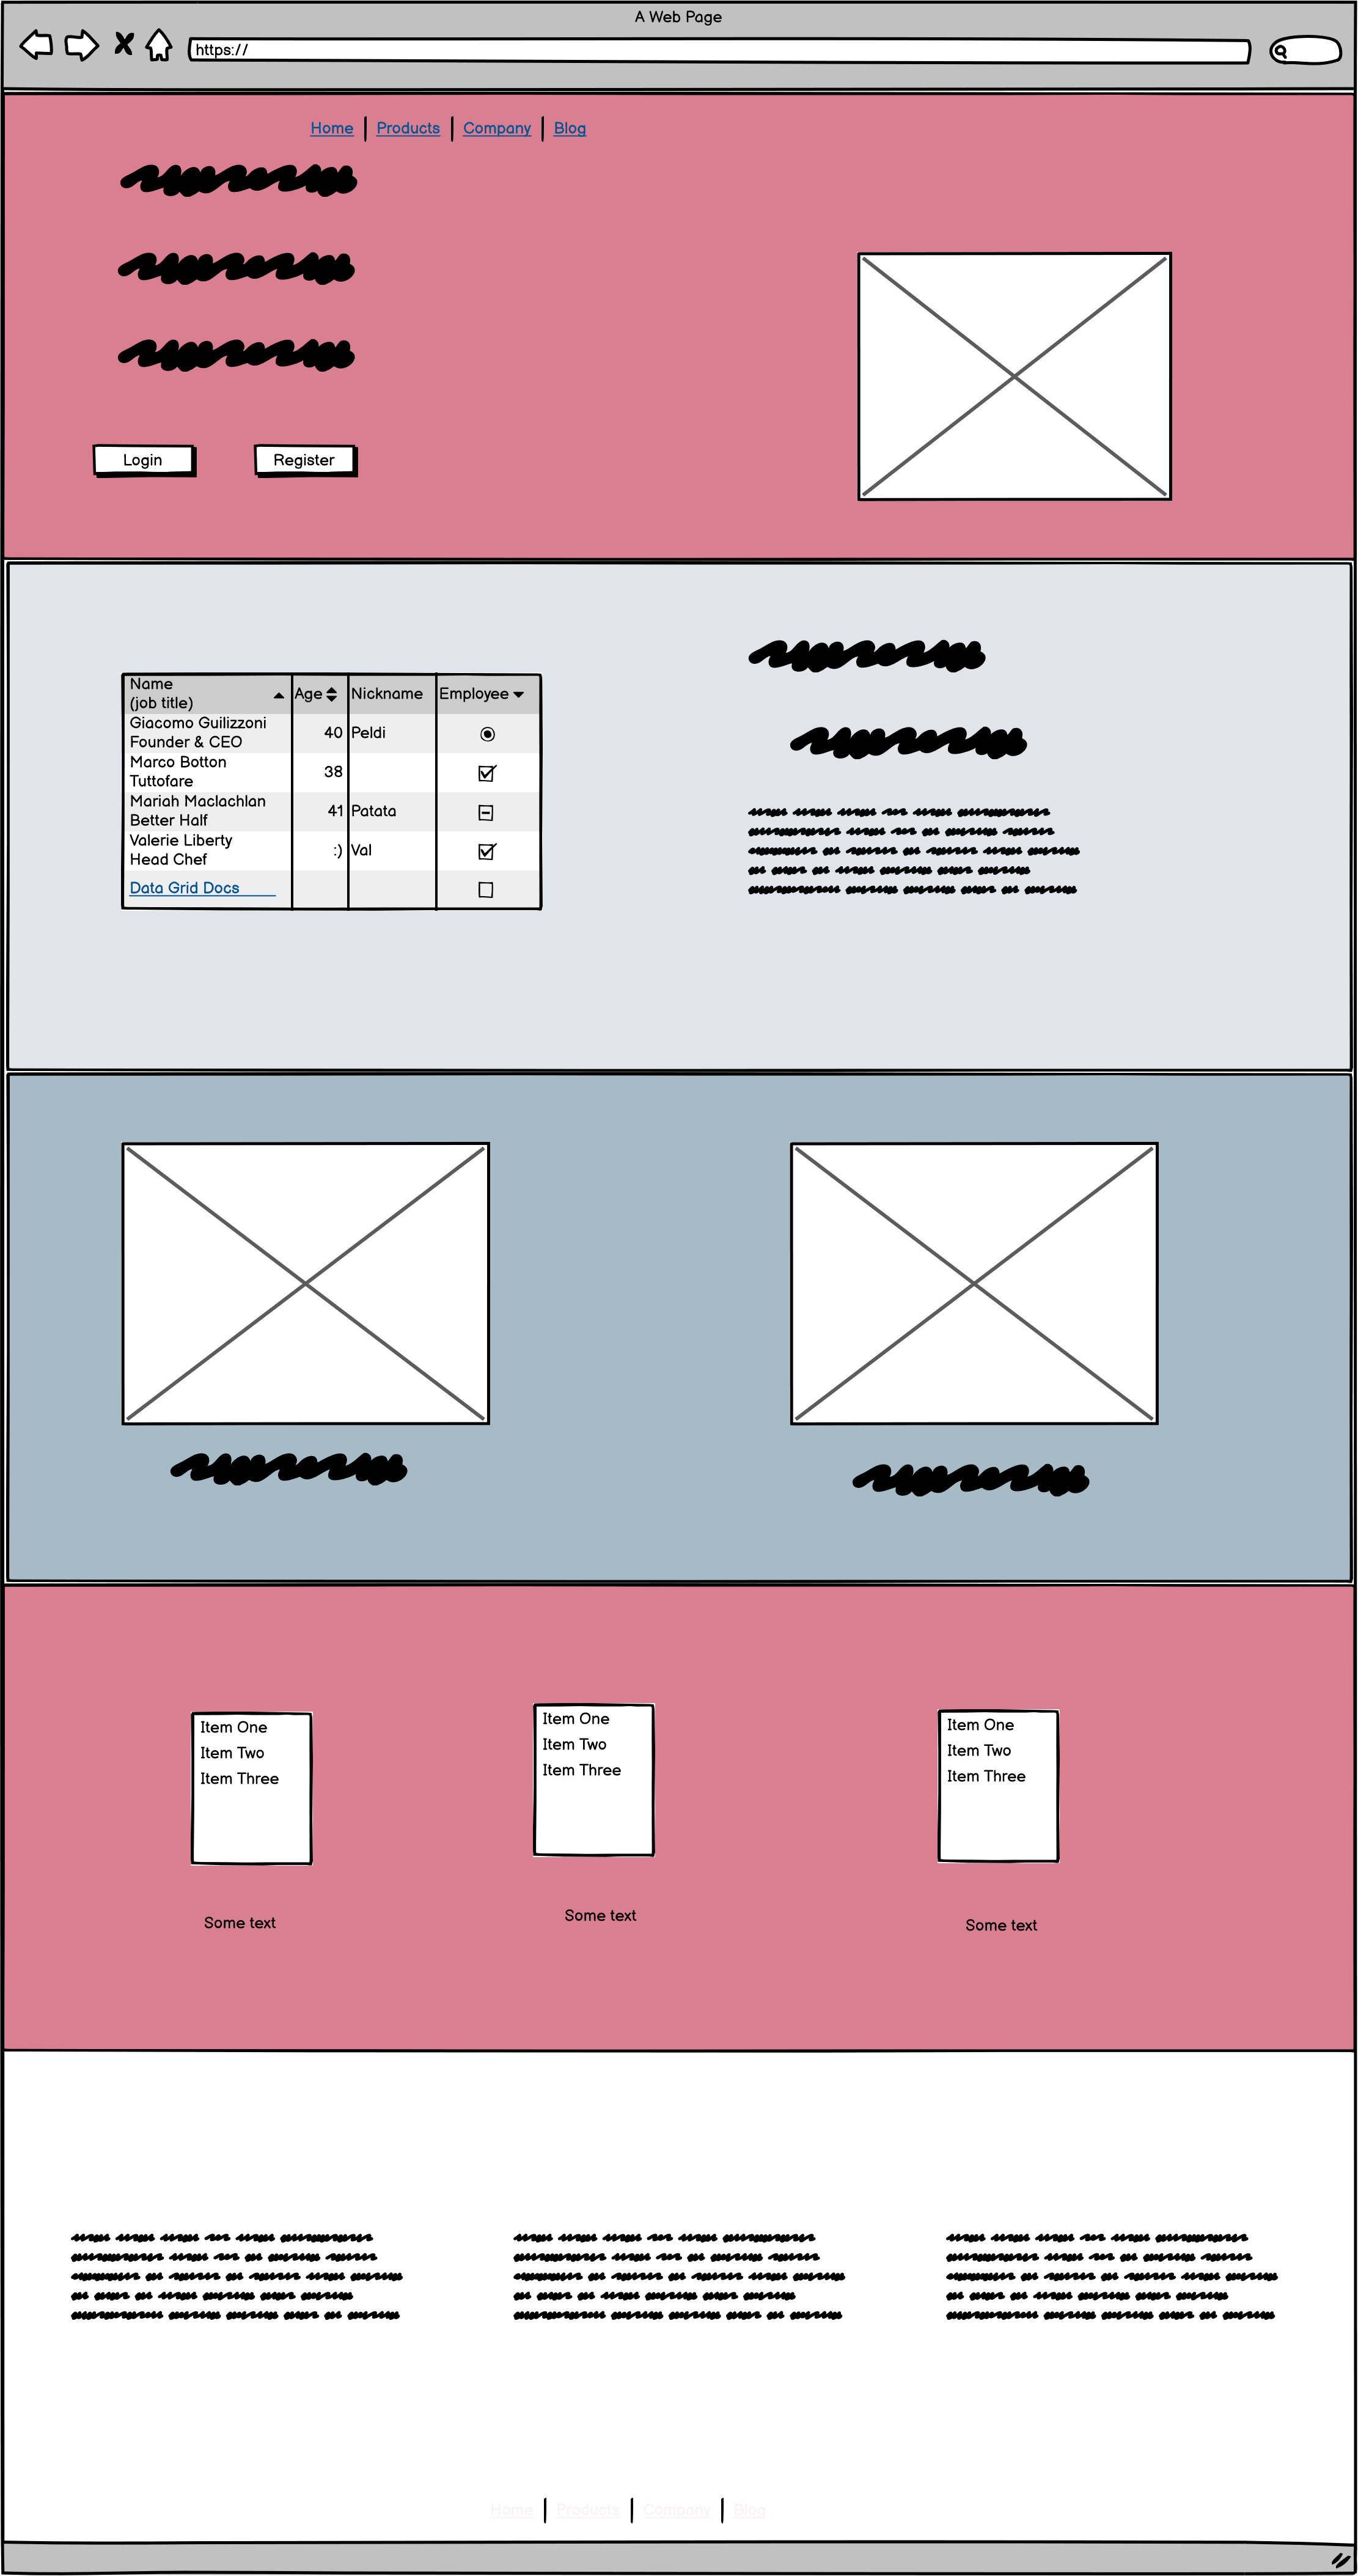 A Web Page
https://
Home Products Company Blog
Login Register
Name
(job title)
Age
Nickname
Employee
Giacomo Guilizzoni
Founder & CEO
40
Peldi
Marco Botton
Tuttofare
38
Mariah Maclachlan
Better Half
41
Patata
Valerie Liberty
Head Chef
:)
Val
Data Grid Docs
Item One
Item Two
Item Three
Item One
Item Two
Item Three
Item One
Item Two
Item Three
Some text
Some text
Some text
Home Products Company Blog